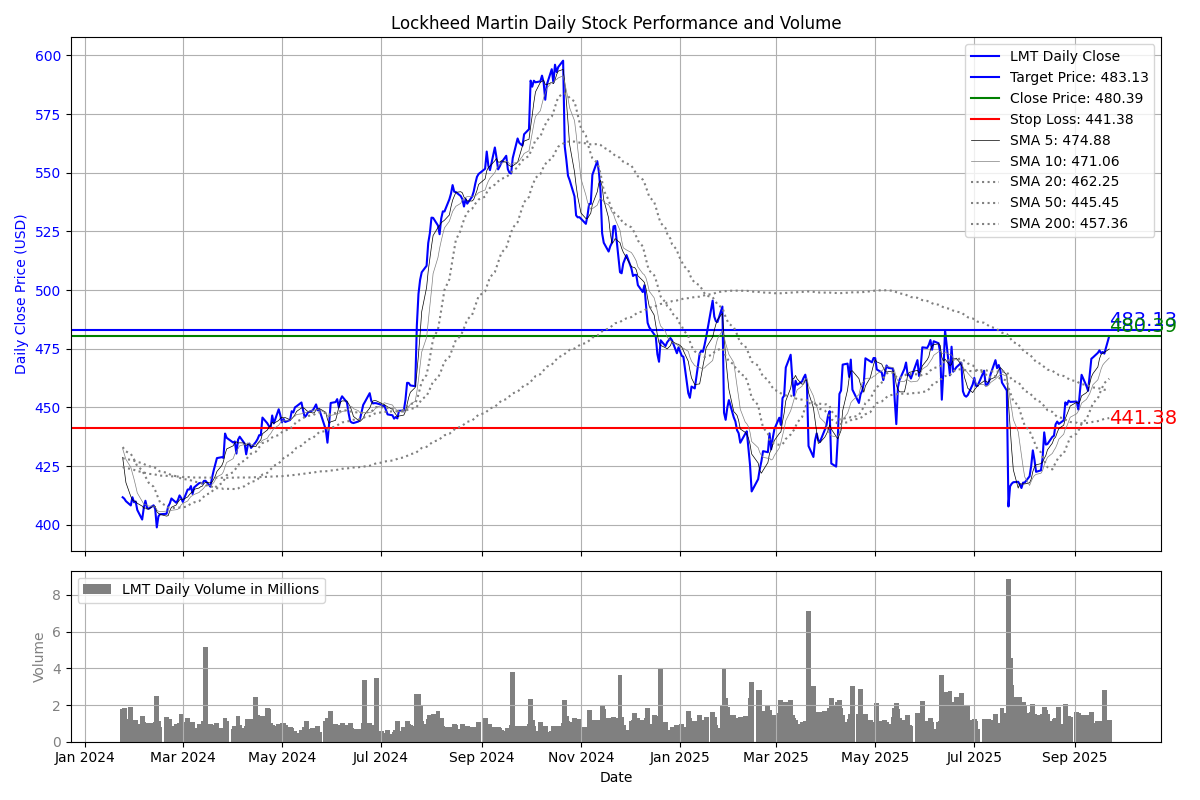 Lockheed Martin Daily Stock Performance and Volume
Daily Close Price (USD)
600
575
550
525
500
475
450
425
400
LMT Daily Close
Target Price: 483.13
Close Price: 480.39
Stop Loss: 441.38
SMA 5: 474.88
SMA 10: 471.06
SMA 20: 462.25
SMA 50: 445.45
SMA 200: 457.36
483.13
480.39
441.38
LMT Daily Volume in Millions
Volume
8
6
4
2
0
Jan 2024 Mar 2024 May 2024 Jul 2024 Sep 2024 Nov 2024 Jan 2025 Mar 2025 May 2025 Jul 2025 Sep 2025
Date